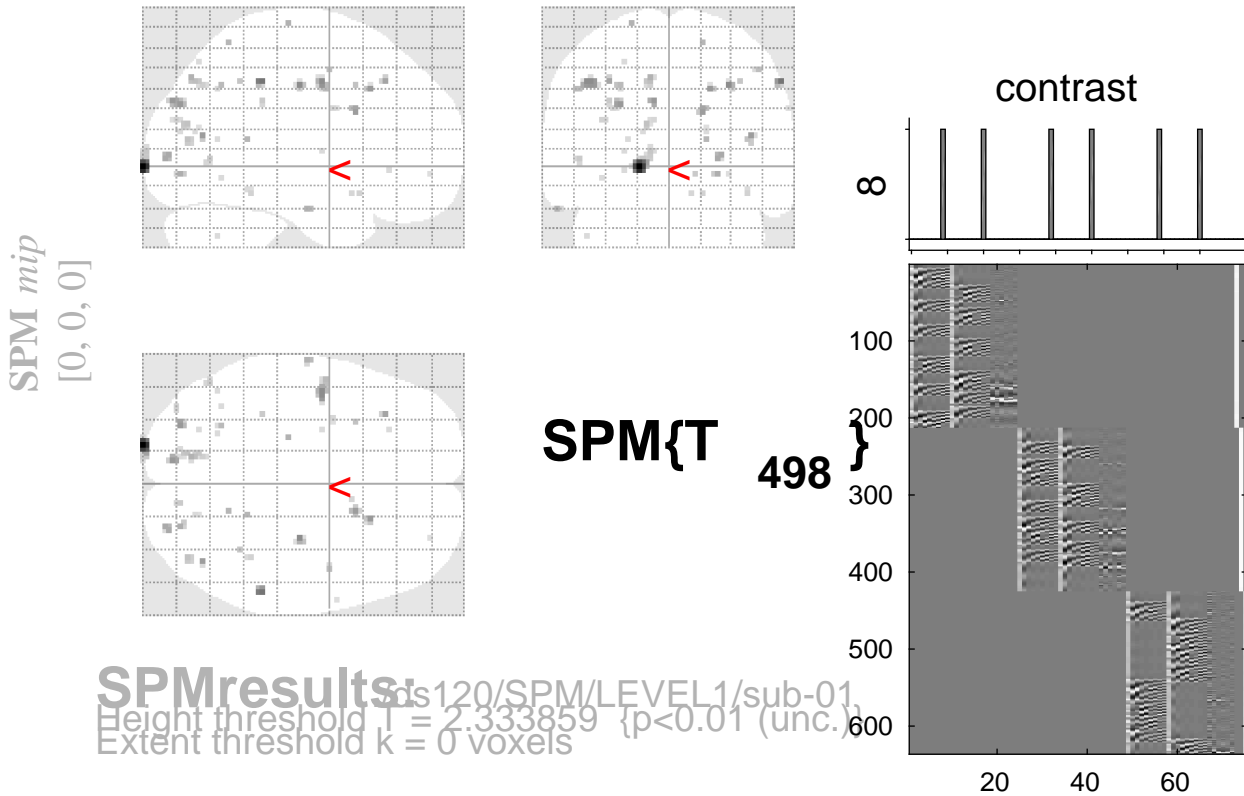 SPM mip
[0, 0, 0]
<
<
<
SPM{T 498 }
contrast
8
100
200
300
400
500
600
20 40 60
SPMresults: /ds120/SPM/LEVEL1/sub-01
Height threshold T = 2.333859 {p<0.01 (unc.)}
Extent threshold k = 0 voxels